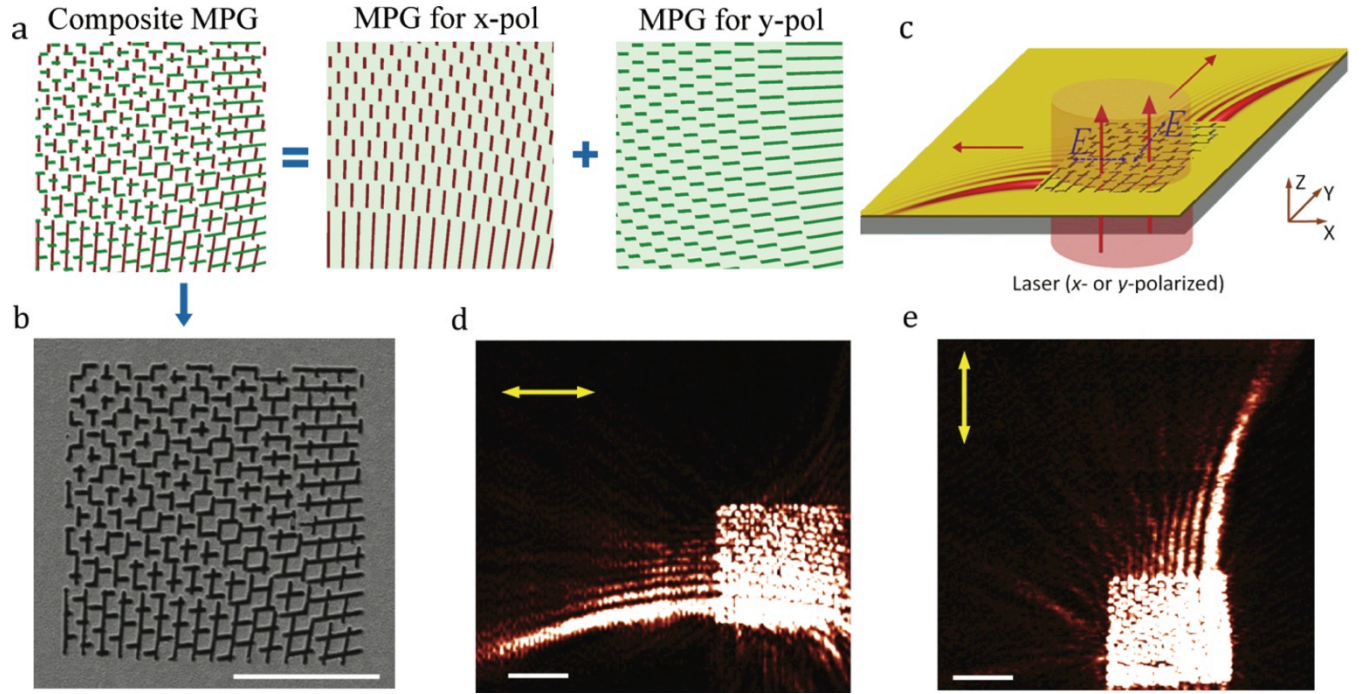 a
Composite MPG
=
MPG for x-pol
+
MPG for y-pol
c
E
E
Z
Y
X
Laser (x- or y-polarized)
b
d
e